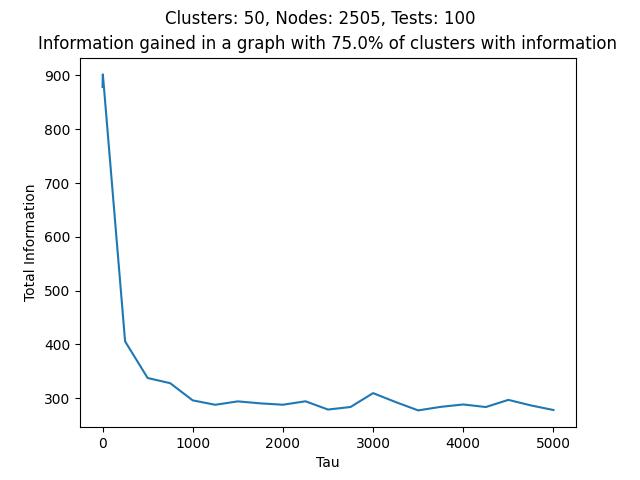 Clusters: 50, Nodes: 2505, Tests: 100
Information gained in a graph with 75.0% of clusters with information
900
800
700
600
500
400
300
Total Information
0 1000 2000 3000 4000 5000
Tau